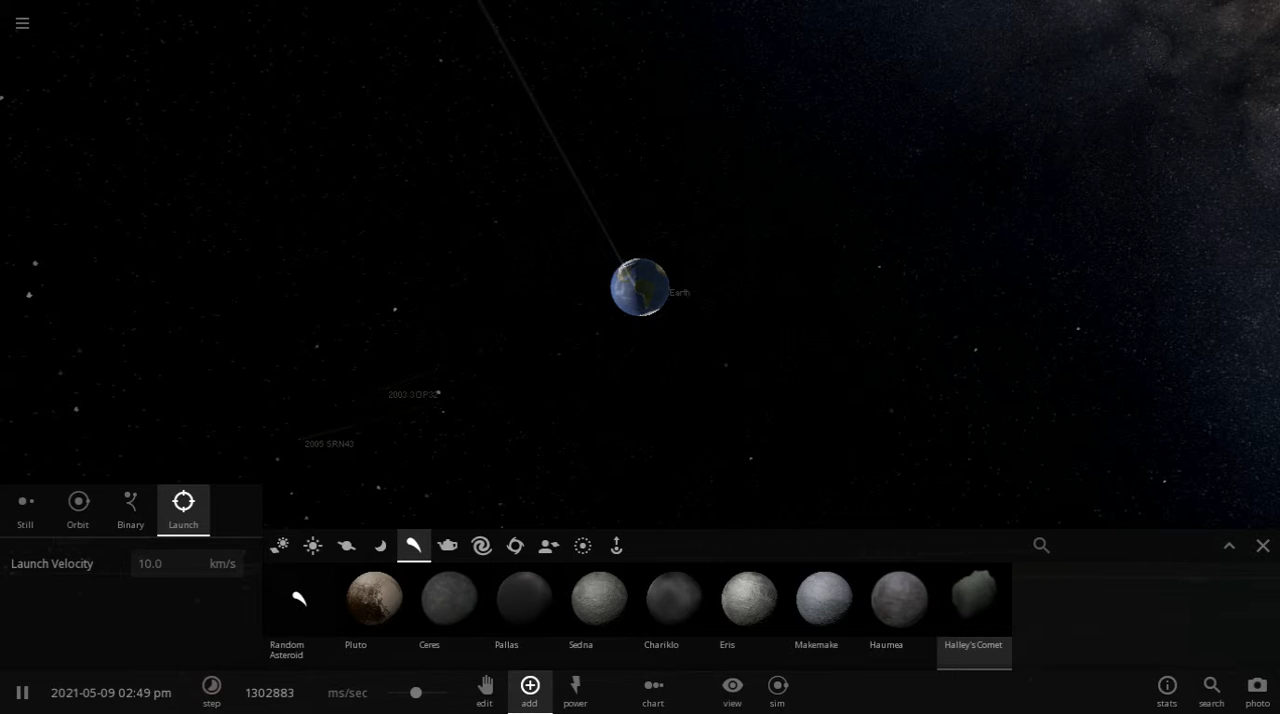 Earth
2005 SRN43
Still
Orbit
Binary
Launch
Launch Velocity
10.0
km/s
Random
Asteroid
Pluto
Ceres
Pallas
Sedna
Chariklo
Eris
Makemake
Haumea
Halley's Comet
2021-05-09 02:49 pm
step
1302883
ms/sec
edit
add
power
chart
view
sim
stats
search
photo